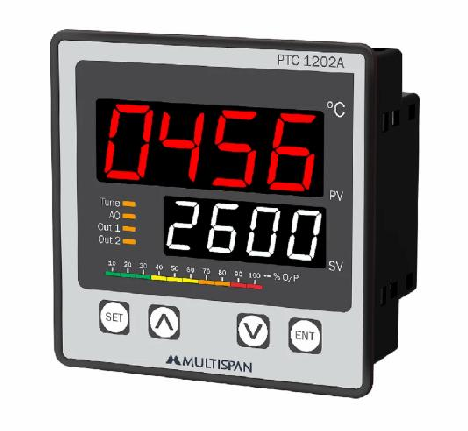 PTC 1202A
°C
0456
PV
Tune
AO
Out 1
Out 2
2600
SV
10 20 30 40 50 60 70 80 90 100 % O/P
SET
ENT
MULTISPAN